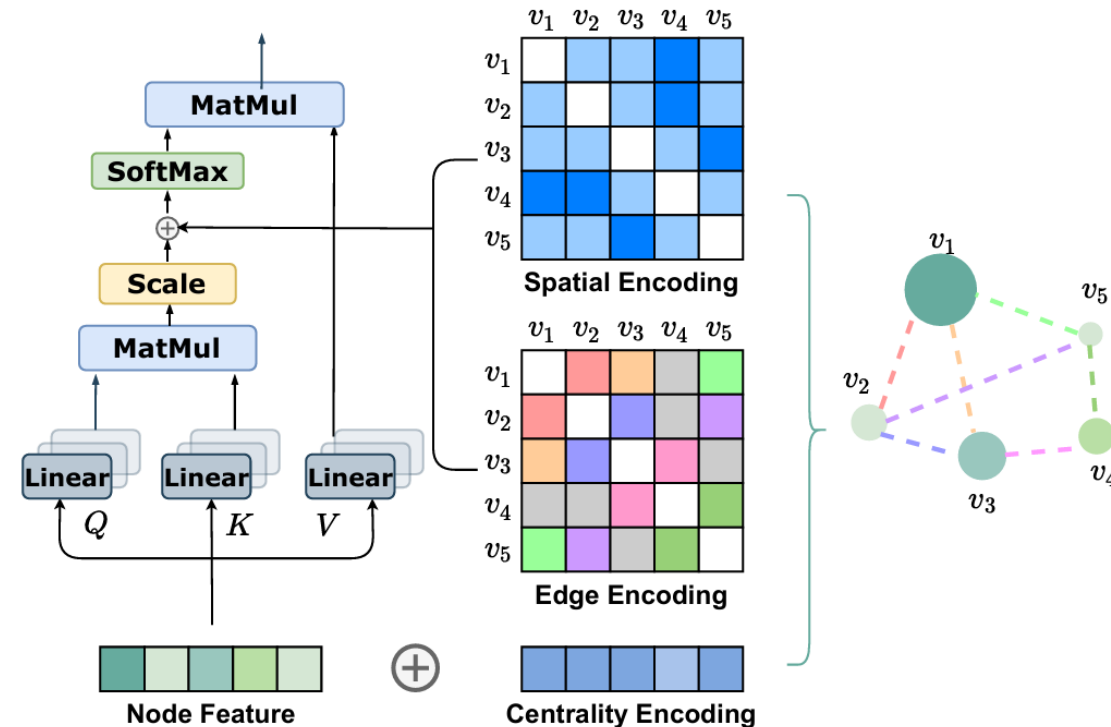 MatMul
SoftMax
Scale
MatMul
Linear Linear Linear
Q K V
Node Feature
v1 v2 v3 v4 v5
v1
v2
v3
v4
v5
Spatial Encoding
v1 v2 v3 v4 v5
v1
v2
v3
v4
v5
Edge Encoding
Centrality Encoding
v1
v5
v2
v4
v3